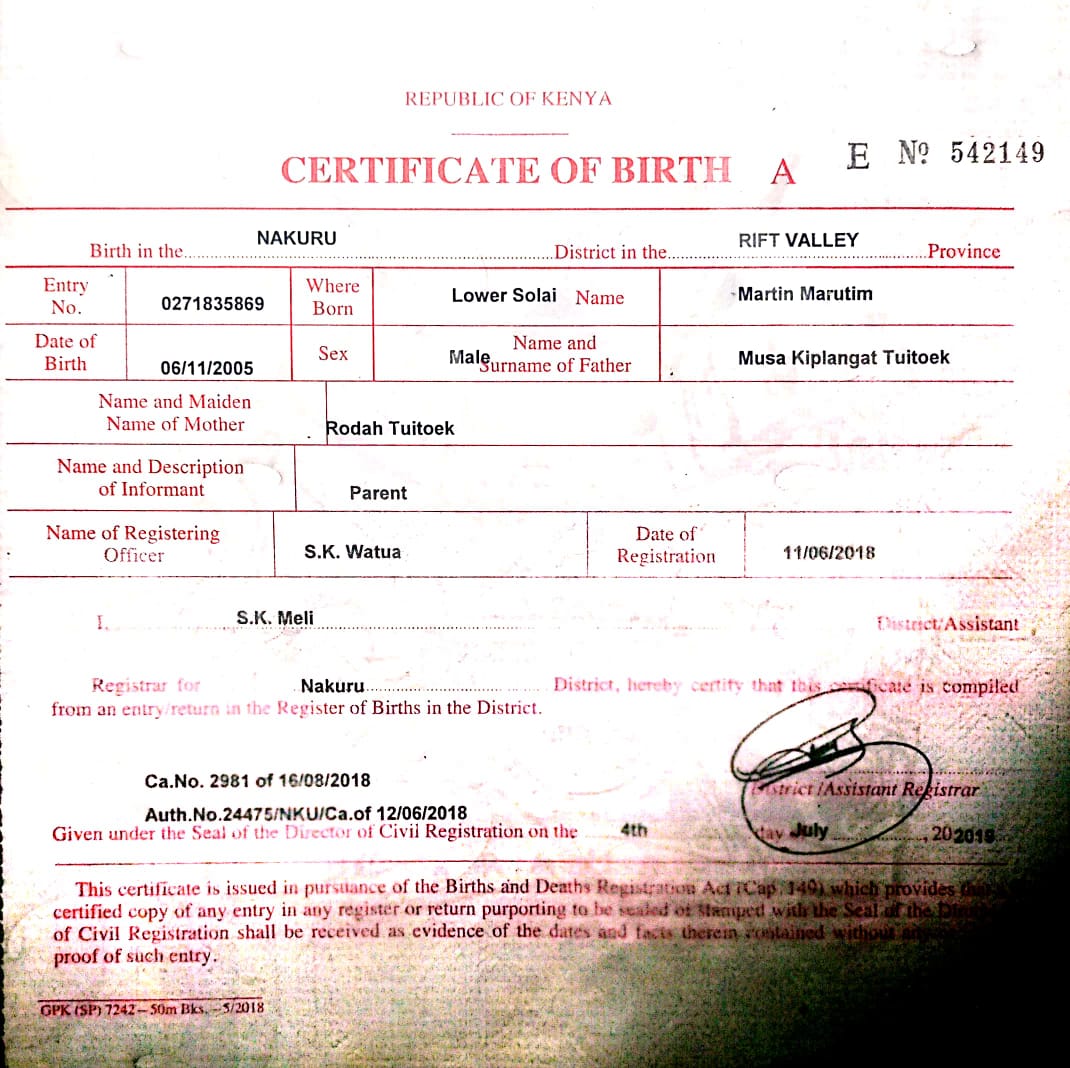 REPUBLIC OF KENYA
CERTIFICATE OF BIRTH A E Nº 542149
Birth in the NAKURU District in the RIFT VALLEY Province
Entry No. 0271835869 Where Born Lower Solai Name Martin Marutim
Date of Birth 06/11/2005 Sex Male Name and Surname of Father Musa Kiplangat Tuitoek
Name and Maiden Name of Mother Rodah Tuitoek
Name and Description of Informant Parent
Name of Registering Officer S.K. Watua Date of Registration 11/06/2018
I, S.K. Meli District/Assistant
Registrar for Nakuru District, hereby certify that this certificate is compiled
from an entry/return in the Register of Births in the District.
Ca.No. 2981 of 16/08/2018
District/Assistant Registrar
Auth.No.24475/NKU/Ca.of 12/06/2018
Given under the Seal of the Director of Civil Registration on the 4th day July, 202018
This certificate is issued in pursuance of the Births and Deaths Registration Act (Cap. 149) which provides
certified copy of any entry in any register or return purporting to be sealed or stamped with the Seal of the
of Civil Registration shall be received as evidence of the dates and facts therein contained without
proof of such entry.
GPK (SP) 7242–50m Bks.–5/2018